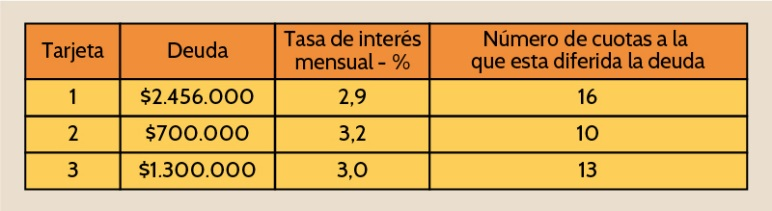 Tarjeta Deuda Tasa de interés mensual - % Número de cuotas a la que esta diferida la deuda
1 $2.456.000 2,9 16
2 $700.000 3,2 10
3 $1.300.000 3,0 13